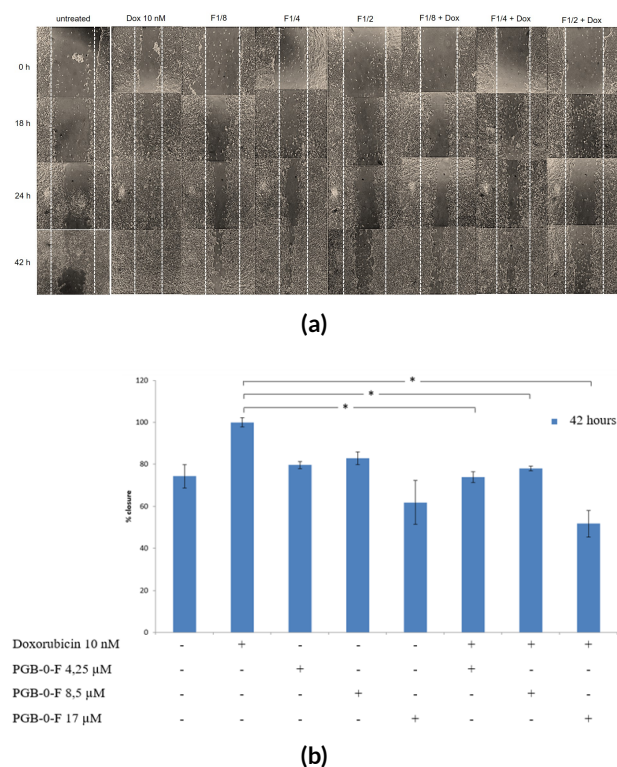 (a)
untreated Dox 10 nM F1/8 F1/4 F1/2 F1/8 + Dox F1/4 + Dox F1/2 + Dox
0 h
18 h
24 h
42 h
(a)
120
100
80
60
40
20
0
% closure
*
*
*
42 hours
Doxorubicin 10 nM - + - - - + + +
PGB-0-F 4,25 µM - - + - - + - -
PGB-0-F 8,5 µM - - - + - - + -
PGB-0-F 17 µM - - - - + - - +
(b)